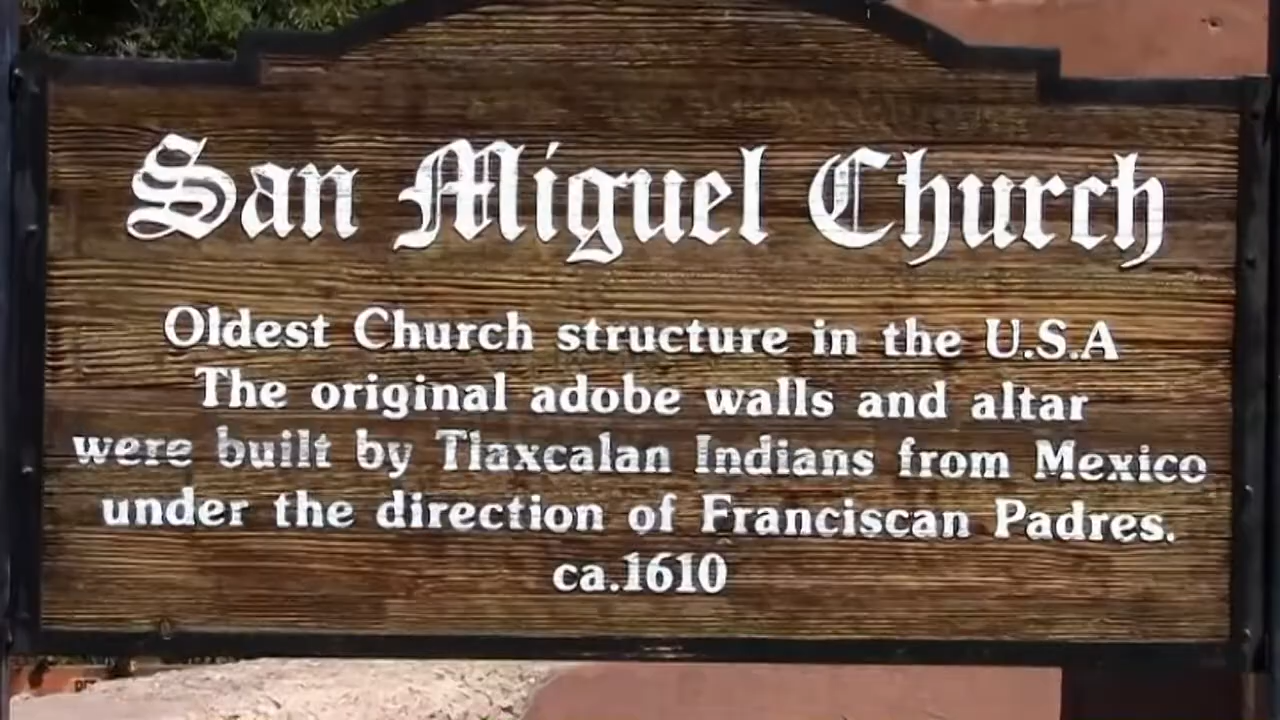 San Miguel Church
Oldest Church structure in the U.S.A
The original adobe walls and altar
were built by Tlaxcalan Indians from Mexico
under the direction of Franciscan Padres.
ca.1610